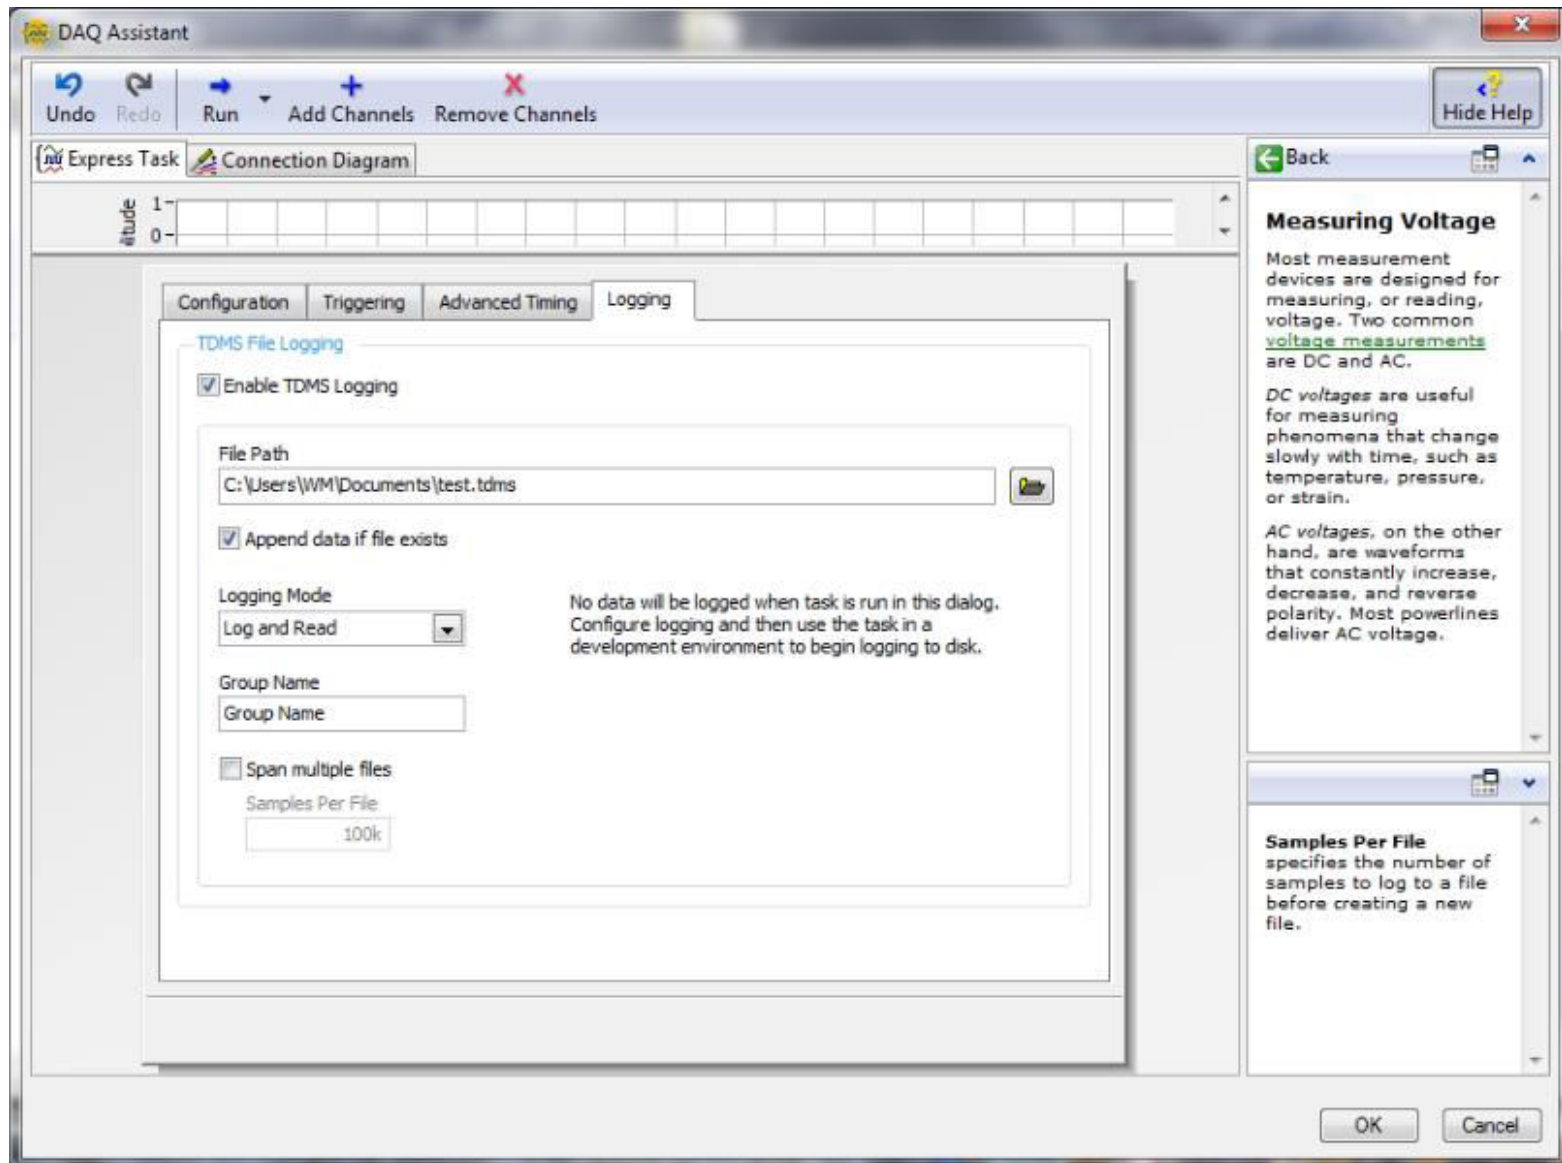 DAQ Assistant
Undo Redo Run Add Channels Remove Channels Hide Help
Express Task Connection Diagram
1
0
Configuration Triggering Advanced Timing Logging
TDMS File Logging
Enable TDMS Logging
File Path
C:\Users\WM\Documents\test.tdms
Append data if file exists
Logging Mode
Log and Read
No data will be logged when task is run in this dialog.
Configure logging and then use the task in a
development environment to begin logging to disk.
Group Name
Group Name
Span multiple files
Samples Per File
100k
Back
Measuring Voltage
Most measurement
devices are designed for
measuring, or reading,
voltage. Two common
voltage measurements
are DC and AC.
DC voltages are useful
for measuring
phenomena that change
slowly with time, such as
temperature, pressure,
or strain.
AC voltages, on the other
hand, are waveforms
that constantly increase,
decrease, and reverse
polarity. Most powerlines
deliver AC voltage.
Samples Per File
specifies the number of
samples to log to a file
before creating a new
file.
OK Cancel